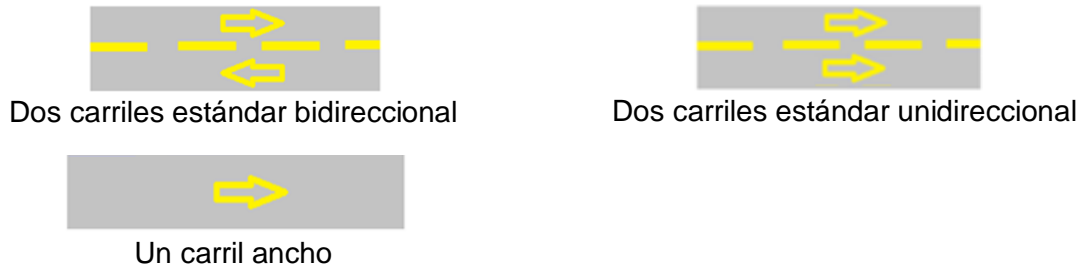 Dos carriles estándar bidireccional
Dos carriles estándar unidireccional
Un carril ancho